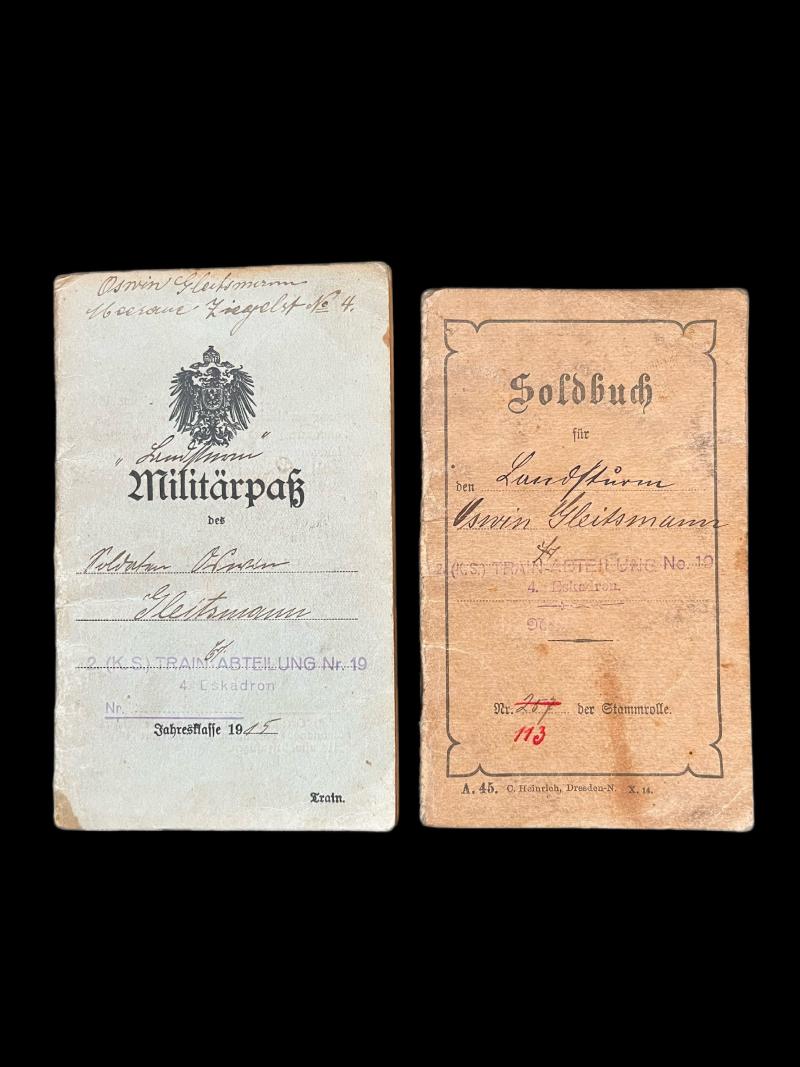 Oswin Gleitsmann
Meerane Ziegelst No 4.
"Landsturm"
Militärpaß
des
Soldaten Oswin
Gleitsmann
2. (K. S.) TRAIN-ABTEILUNG Nr. 19
4. Eskadron
Nr.
Jahresklasse 1915
Train.
Soldbuch
für
den Landsturm
Oswin Gleitsmann
2. (K.S.) TRAIN-ABTEILUNG No. 19
4. Eskadron.
Nr. 257 der Stammrolle.
113
A. 45. C. Heinrich, Dresden-N. X. 14.